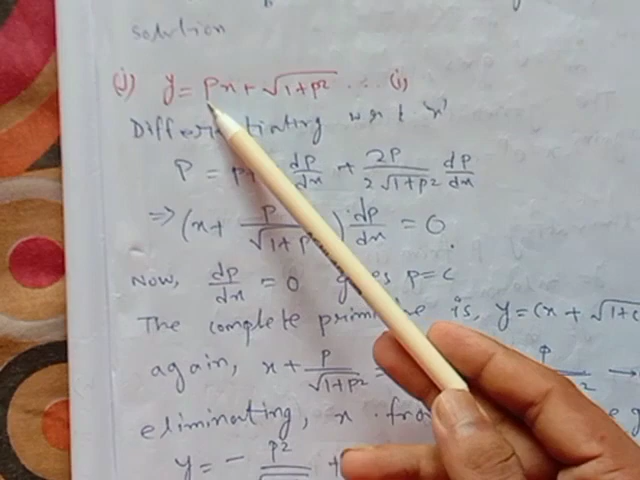 solution
(1) y = px + √1+p² ... (i)
Differentiating w.r.t 'x'
P = P + dp/dx + 2P/2√1+p² dp/dx
⇒ (x + P/√1+p²) dp/dx = 0.
Now, dp/dx = 0 gives p = c
The complete primitive is, y = cx + √1+c
again, x + P/√1+p² =
eliminating, x from
y = - p²/ +